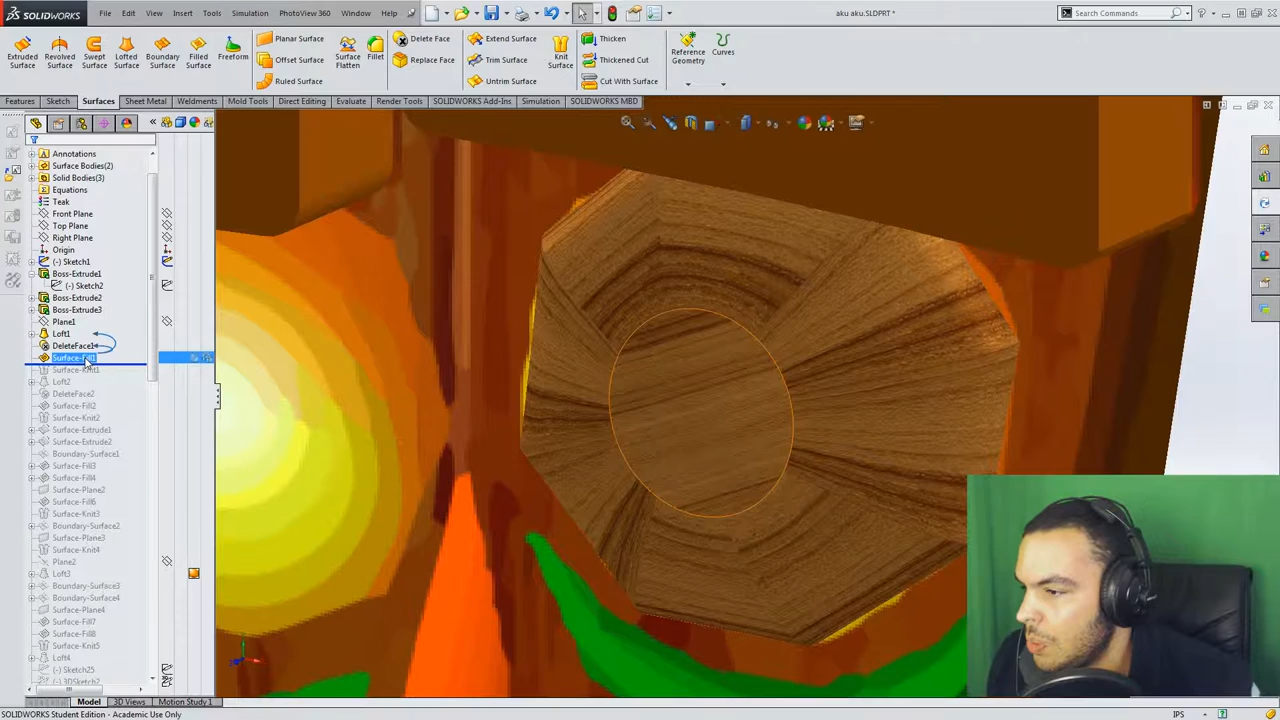 SOLIDWORKS File Edit View Insert Tools Simulation PhotoView 360 Window Help aku aku.SLDPRT * Search SOLIDWORKS Help
Extruded Surface Revolved Surface Swept Surface Lofted Surface Boundary Surface Filled Surface Freeform
Planar Surface
Offset Surface
Ruled Surface
Surface Flatten Fillet
Delete Face
Replace Face
Extend Surface
Trim Surface
Untrim Surface
Knit Surface
Thicken
Thickened Cut
Cut With Surface
Reference Geometry Curves
Features Sketch Surfaces Sheet Metal Weldments Mold Tools Direct Editing Evaluate Render Tools SOLIDWORKS Add-Ins Simulation SOLIDWORKS MBD
Annotations
Surface Bodies(2)
Solid Bodies(3)
Equations
Teak
Front Plane
Top Plane
Right Plane
Origin
(-) Sketch1
Boss-Extrude1
(-) Sketch2
Boss-Extrude2
Boss-Extrude3
Plane1
Loft1
DeleteFace1
Surface-Fill1
Surface-Knit1
Loft2
DeleteFace2
Surface-Fill2
Surface-Knit2
Surface-Extrude1
Surface-Extrude2
Boundary-Surface1
Surface-Fill3
Surface-Fill4
Surface-Plane2
Surface-Fill6
Surface-Knit3
Boundary-Surface2
Surface-Plane3
Surface-Knit4
Plane2
Loft3
Boundary-Surface3
Boundary-Surface4
Surface-Plane4
Surface-Fill7
Surface-Fill8
Surface-Knit5
Loft4
(-) Sketch25
(-) 3DSketch2
Model 3D Views Motion Study 1
SOLIDWORKS Student Edition - Academic Use Only IPS